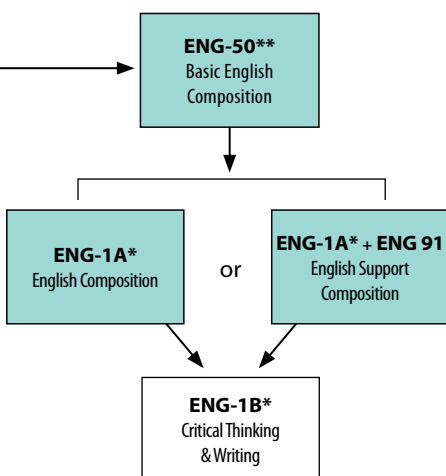 ENG-50**
Basic English
Composition
ENG-1A*
English Composition
or
ENG-1A* + ENG 91
English Support
Composition
ENG-1B*
Critical Thinking
& Writing